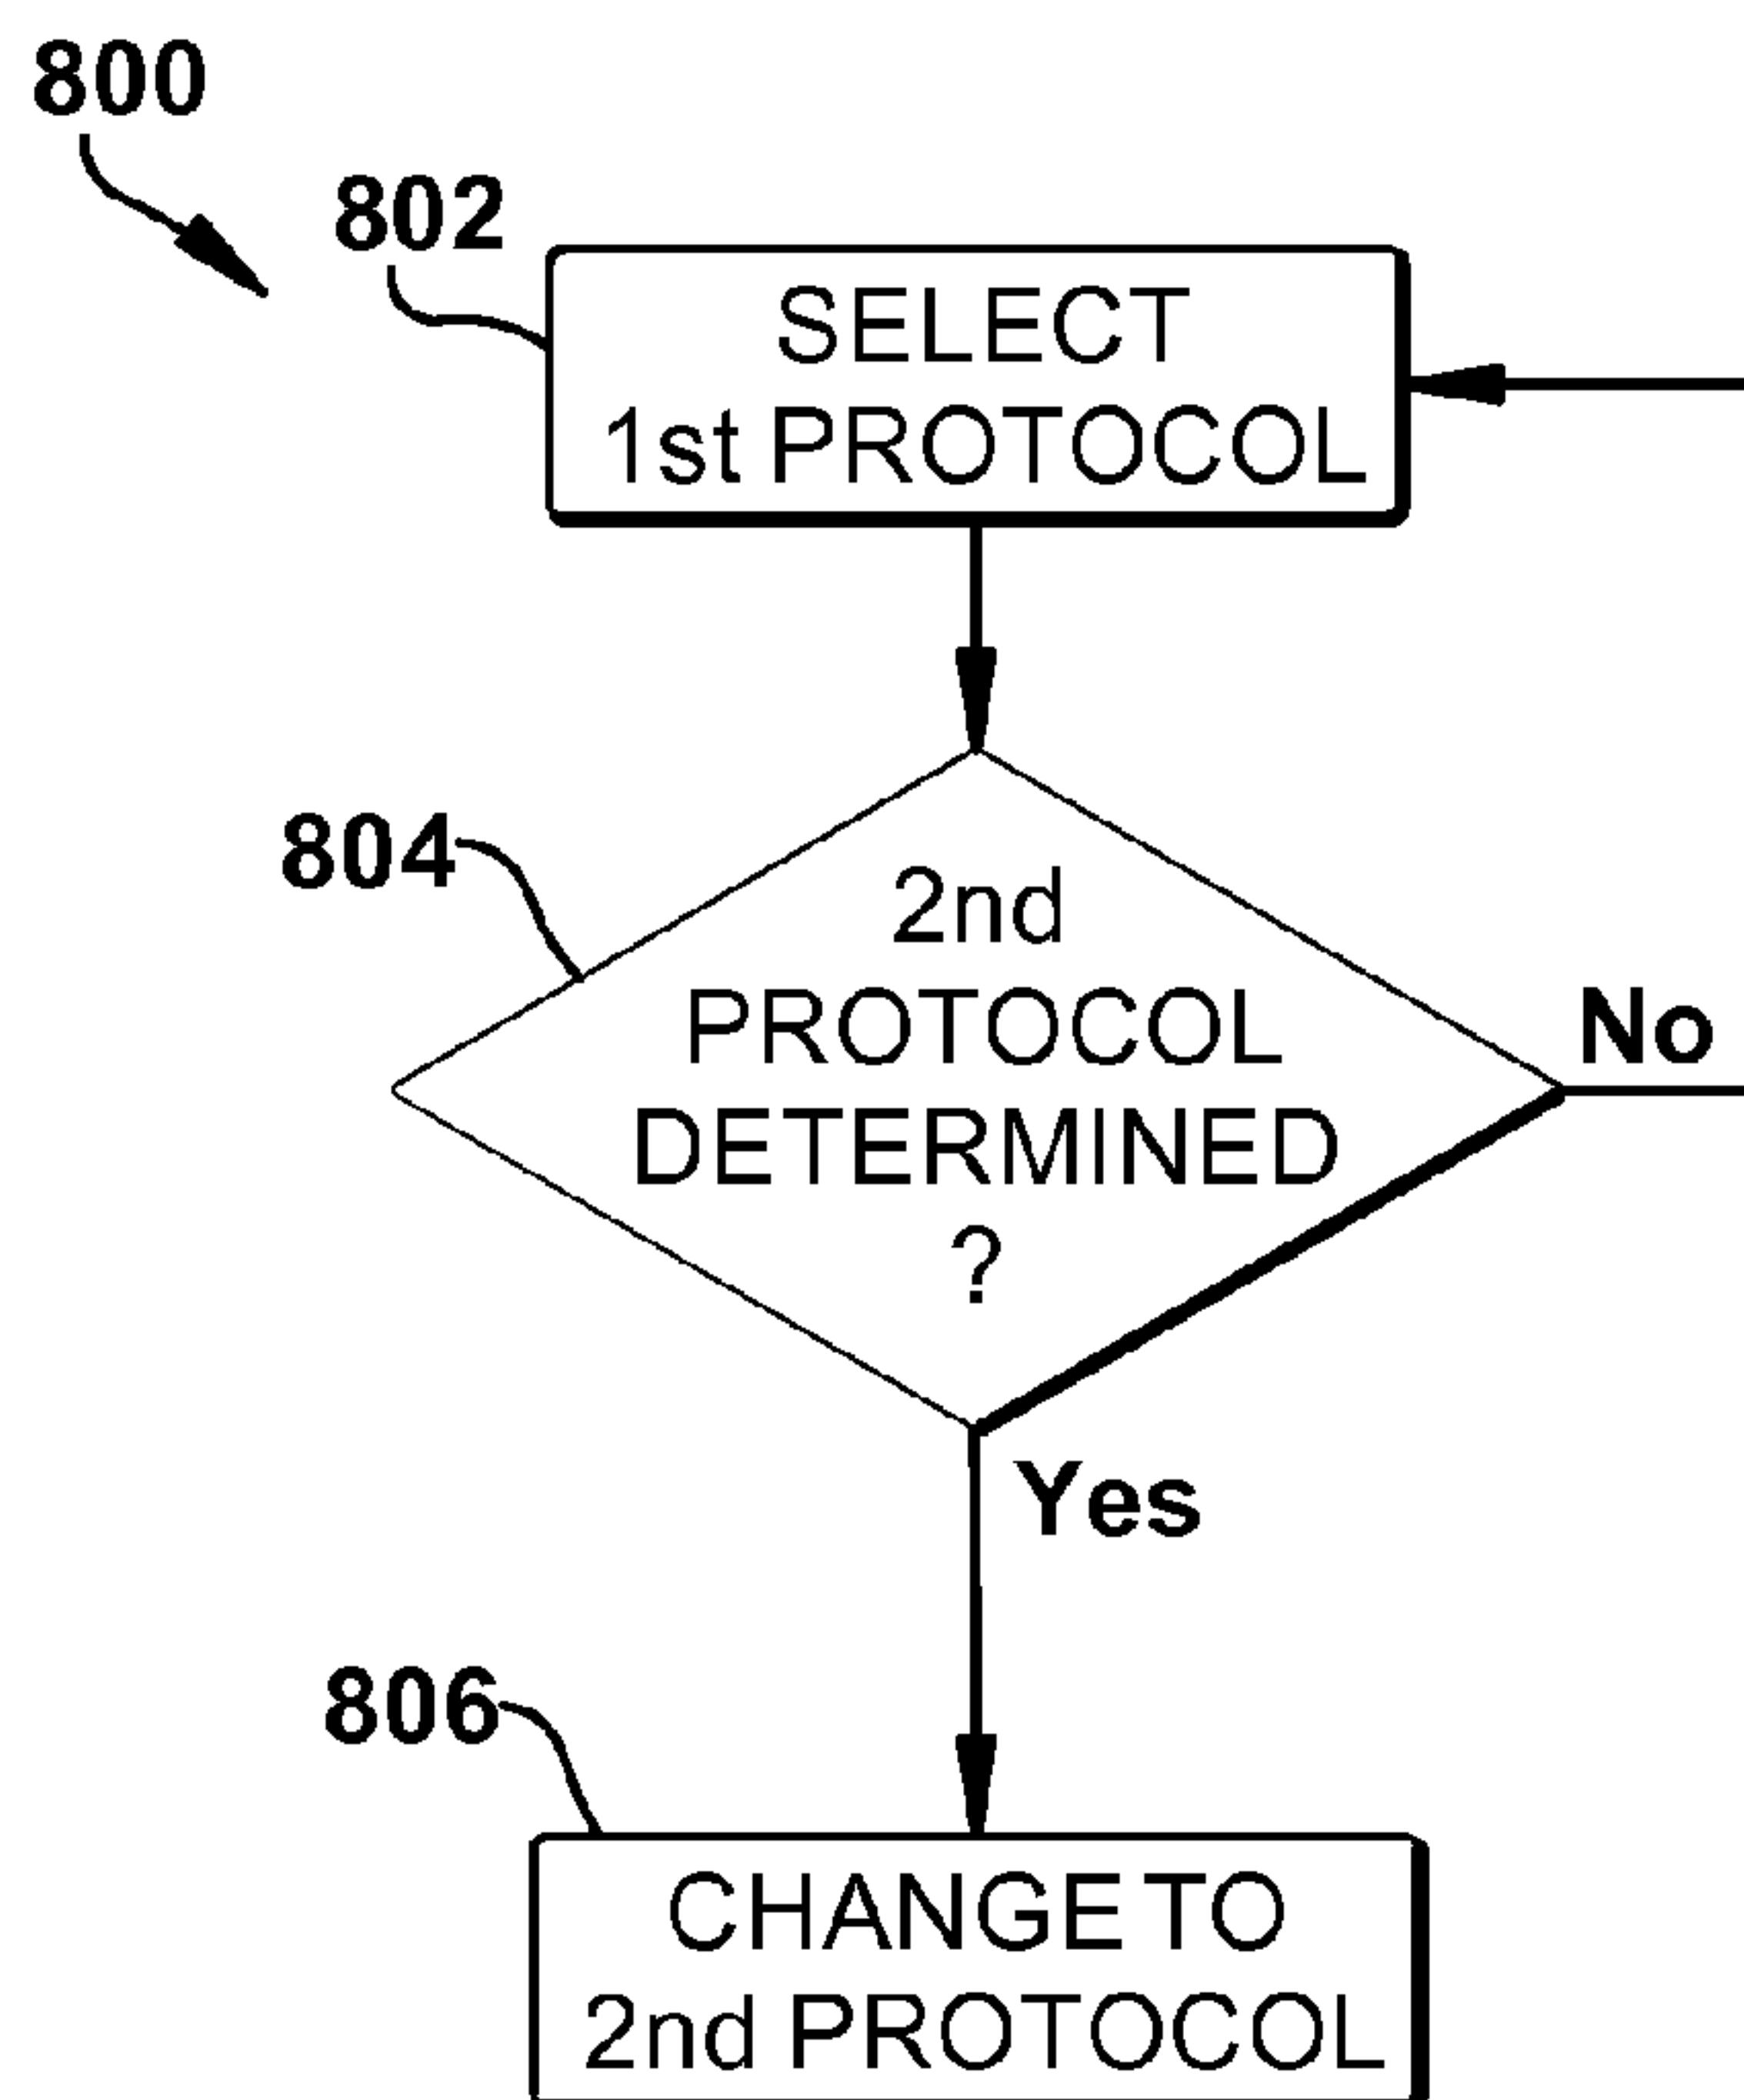 800
802
SELECT
1st PROTOCOL
804
2nd
PROTOCOL
DETERMINED
?
No
Yes
806
CHANGE TO
2nd PROTOCOL